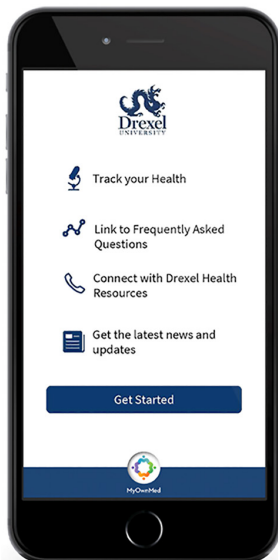 Drexel
UNIVERSITY
Track your Health
Link to Frequently Asked
Questions
Connect with Drexel Health
Resources
Get the latest news and
updates
Get Started
MyOwnMed